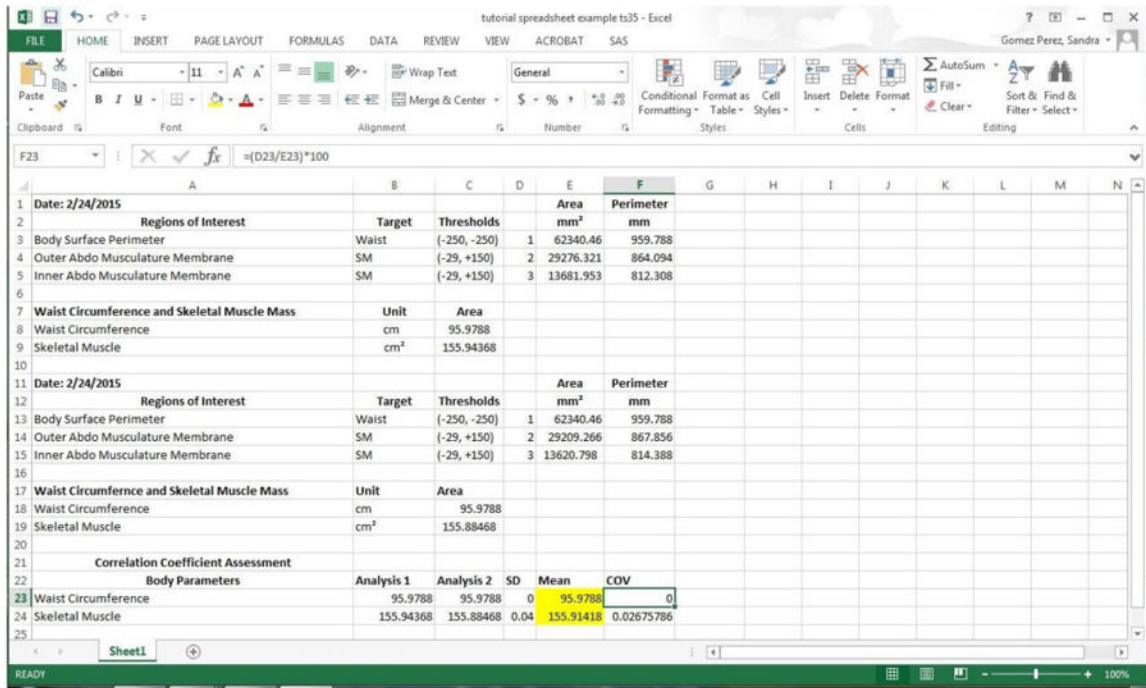 tutorial spreadsheet example ts35 - Excel
FILE HOME INSERT PAGE LAYOUT FORMULAS DATA REVIEW VIEW ACROBAT SAS Gomez Perez, Sandra
Calibri 11 Wrap Text General AutoSum
Paste B I U Merge & Center $ % , Conditional Formatting Format as Table Cell Styles Insert Delete Format Fill Clear Sort & Filter Find & Select
Clipboard Font Alignment Number Styles Cells Editing
F23 fx =(D23/E23)*100
A B C D E F G H I J K L M N
1 Date: 2/24/2015 Area Perimeter
2 Regions of Interest Target Thresholds mm² mm
3 Body Surface Perimeter Waist (-250, -250) 1 62340.46 959.788
4 Outer Abdo Musculature Membrane SM (-29, +150) 2 29276.321 864.094
5 Inner Abdo Musculature Membrane SM (-29, +150) 3 13681.953 812.308
6
7 Waist Circumference and Skeletal Muscle Mass Unit Area
8 Waist Circumference cm 95.9788
9 Skeletal Muscle cm² 155.94368
10
11 Date: 2/24/2015 Area Perimeter
12 Regions of Interest Target Thresholds mm² mm
13 Body Surface Perimeter Waist (-250, -250) 1 62340.46 959.788
14 Outer Abdo Musculature Membrane SM (-29, +150) 2 29209.266 867.856
15 Inner Abdo Musculature Membrane SM (-29, +150) 3 13620.798 814.388
16
17 Waist Circumfernce and Skeletal Muscle Mass Unit Area
18 Waist Circumference cm 95.9788
19 Skeletal Muscle cm² 155.88468
20
21 Correlation Coefficient Assessment
22 Body Parameters Analysis 1 Analysis 2 SD Mean COV
23 Waist Circumference 95.9788 95.9788 0 95.9788 0
24 Skeletal Muscle 155.94368 155.88468 0.04 155.91418 0.02675786
25
Sheet1
READY 100%